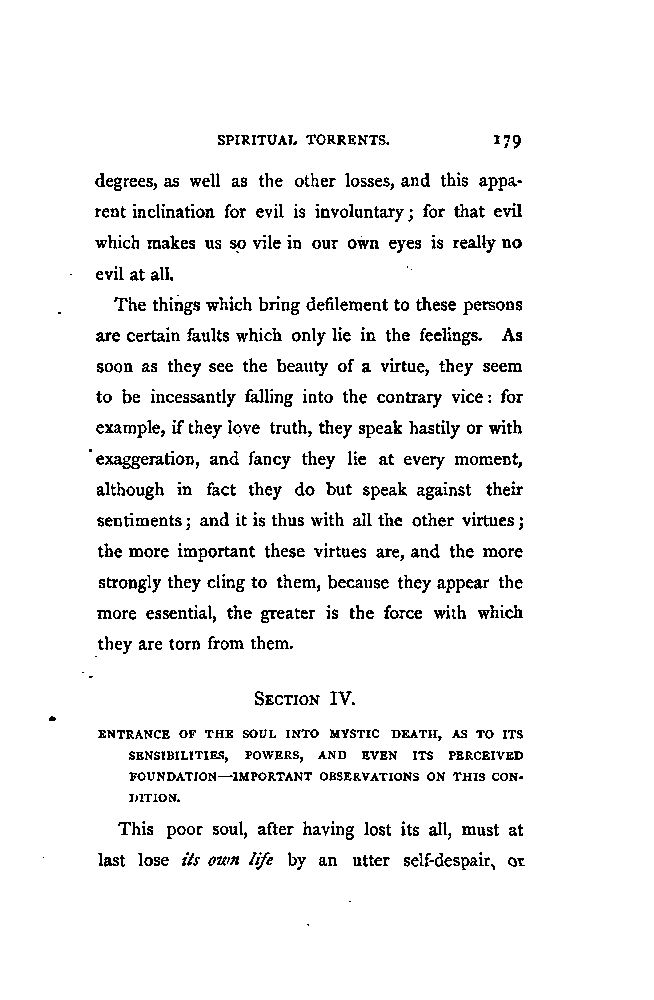 SPIRITUAL TORRENTS. 179
degrees, as well as the other losses, and this appa-
rent inclination for evil is involuntary; for that evil
which makes us so vile in our own eyes is really no
evil at all.
The things which bring defilement to these persons
are certain faults which only lie in the feelings. As
soon as they see the beauty of a virtue, they seem
to be incessantly falling into the contrary vice: for
example, if they love truth, they speak hastily or with
exaggeration, and fancy they lie at every moment,
although in fact they do but speak against their
sentiments; and it is thus with all the other virtues;
the more important these virtues are, and the more
strongly they cling to them, because they appear the
more essential, the greater is the force with which
they are torn from them.
SECTION IV.
ENTRANCE OF THE SOUL INTO MYSTIC DEATH, AS TO ITS
SENSIBILITIES, POWERS, AND EVEN ITS PERCEIVED
FOUNDATION—IMPORTANT OBSERVATIONS ON THIS CON-
DITION.
This poor soul, after having lost its all, must at
last lose its own life by an utter self-despair, or